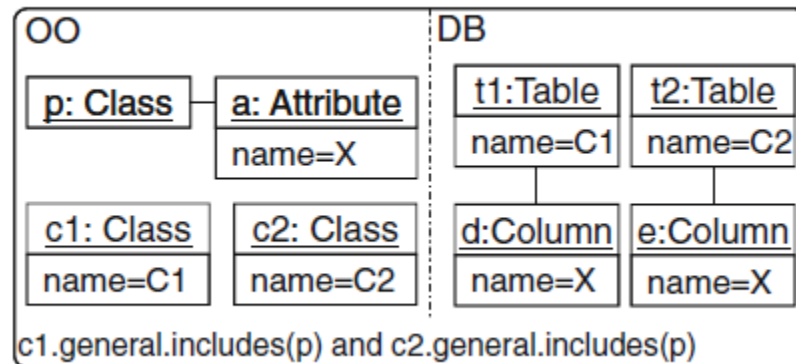 OO
p: Class
a: Attribute
name=X
c1: Class
name=C1
c2: Class
name=C2
DB
t1:Table
name=C1
t2:Table
name=C2
d:Column
name=X
e:Column
name=X
c1.general.includes(p) and c2.general.includes(p)